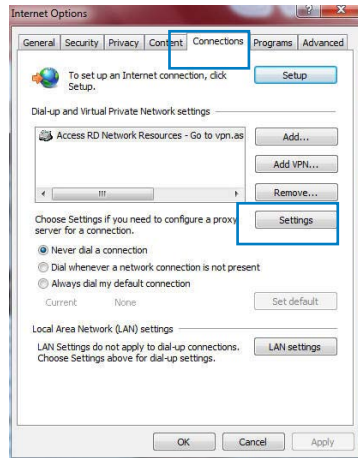 Internet Options
General Security Privacy Content Connections Programs Advanced
To set up an Internet connection, click
Setup.
Setup
Dial-up and Virtual Private Network settings
Access RD Network Resources - Go to vpn.as
Add...
Add VPN...
Remove...
Choose Settings if you need to configure a proxy
server for a connection.
Settings
Never dial a connection
Dial whenever a network connection is not present
Always dial my default connection
Current None
Set default
Local Area Network (LAN) settings
LAN Settings do not apply to dial-up connections.
Choose Settings above for dial-up settings.
LAN settings
OK Cancel Apply